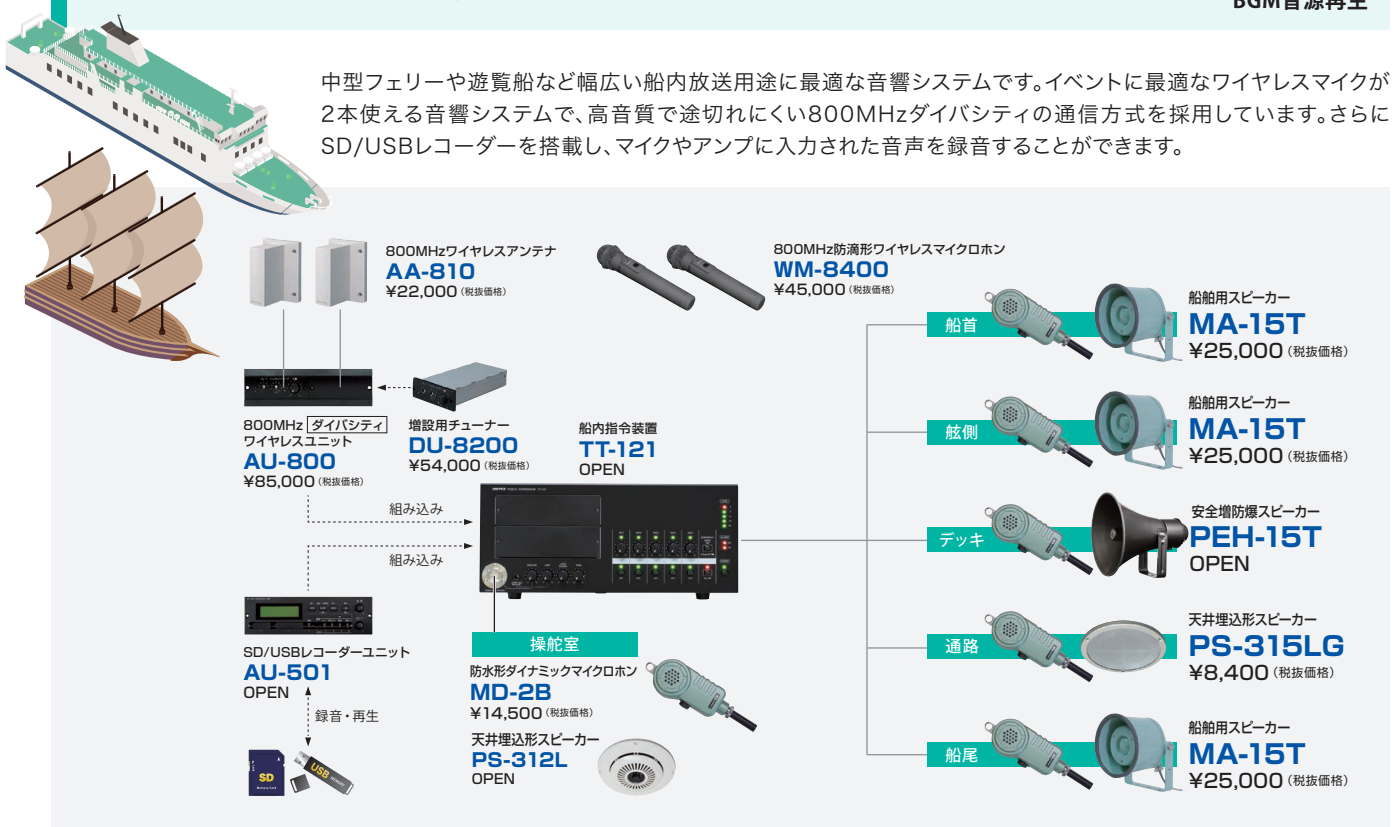 BGM音源再生
中型フェリーや遊覧船など幅広い船内放送用途に最適な音響システムです。イベントに最適なワイヤレスマイクが
2本使える音響システムで、高音質で途切れにくい800MHzダイバシティの通信方式を採用しています。さらに
SD/USBレコーダーを搭載し、マイクやアンプに入力された音声を録音することができます。
800MHzワイヤレスアンテナ
AA-810
¥22,000(税抜価格)
800MHz防滴形ワイヤレスマイクロホン
WM-8400
¥45,000(税抜価格)
800MHz ダイバシティ
ワイヤレスユニット
AU-800
¥85,000(税抜価格)
増設用チューナー
DU-8200
¥54,000(税抜価格)
船内指令装置
TT-121
OPEN
組み込み
組み込み
SD/USBレコーダーユニット
AU-501
OPEN
録音・再生
SD
USB
操舵室
防水形ダイナミックマイクロホン
MD-2B
¥14,500(税抜価格)
天井埋込形スピーカー
PS-312L
OPEN
船首
船舶用スピーカー
MA-15T
¥25,000(税抜価格)
舷側
船舶用スピーカー
MA-15T
¥25,000(税抜価格)
デッキ
安全増防爆スピーカー
PEH-15T
OPEN
通路
天井埋込形スピーカー
PS-315LG
¥8,400(税抜価格)
船尾
船舶用スピーカー
MA-15T
¥25,000(税抜価格)